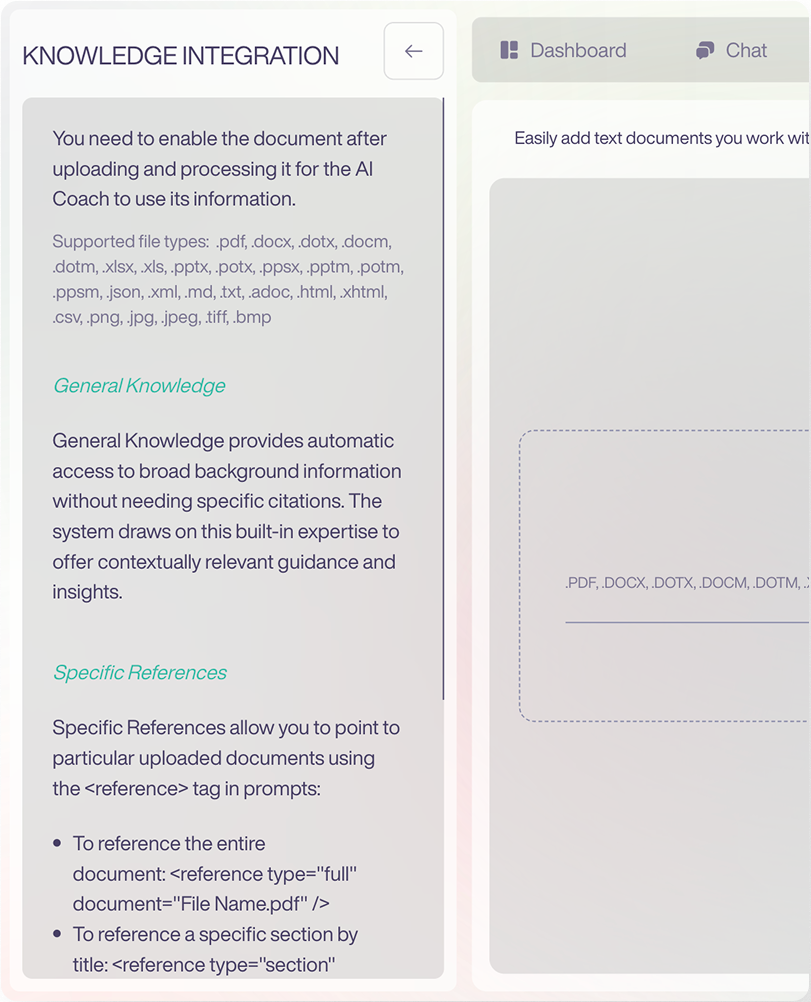 KNOWLEDGE INTEGRATION
You need to enable the document after
uploading and processing it for the AI
Coach to use its information.
Supported file types: .pdf, .docx, .dotx, .docm,
.dotm, .xlsx, .xls, .pptx, .potx, .ppsx, .pptm, .potm,
.ppsm, .json, .xml, .md, .txt, .adoc, .html, .xhtml,
.csv, .png, .jpg, .jpeg, .tiff, .bmp
General Knowledge
General Knowledge provides automatic
access to broad background information
without needing specific citations. The
system draws on this built-in expertise to
offer contextually relevant guidance and
insights.
Specific References
Specific References allow you to point to
particular uploaded documents using
the <reference> tag in prompts:
• To reference the entire
document: <reference type="full"
document="File Name.pdf" />
• To reference a specific section by
title: <reference type="section"
Dashboard
Chat
Easily add text documents you work wit
.PDF, .DOCX, .DOTX, .DOCM, .DOTM,